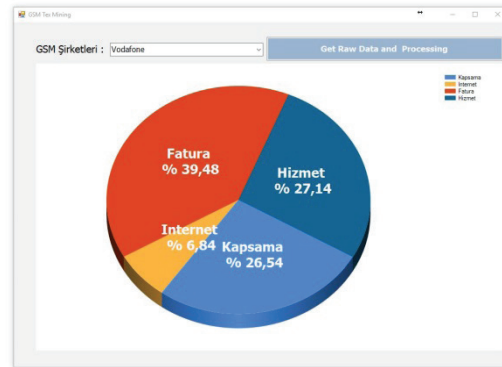 GSM Tex Mining
GSM Şirketleri :
Vodafone
Get Raw Data and Processing
Kapsama
Internet
Fatura
Hizmet
Fatura
% 39,48
Hizmet
% 27,14
Internet
% 6,84
Kapsama
% 26,54